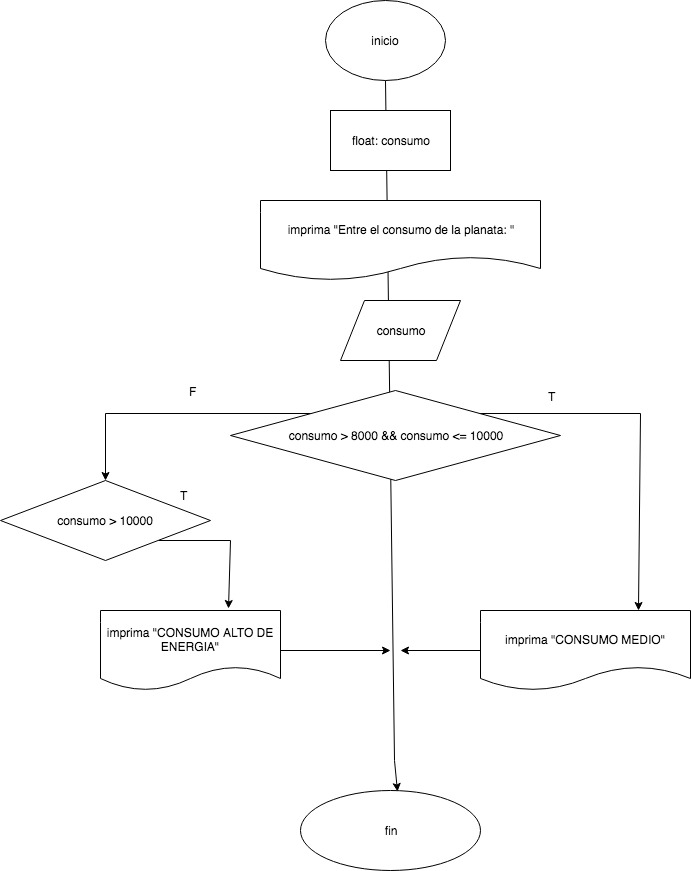 inicio
float: consumo
imprima "Entre el consumo de la planata: "
consumo
F
T
consumo > 8000 && consumo <= 10000
T
consumo > 10000
imprima "CONSUMO ALTO DE
ENERGIA"
imprima "CONSUMO MEDIO"
fin